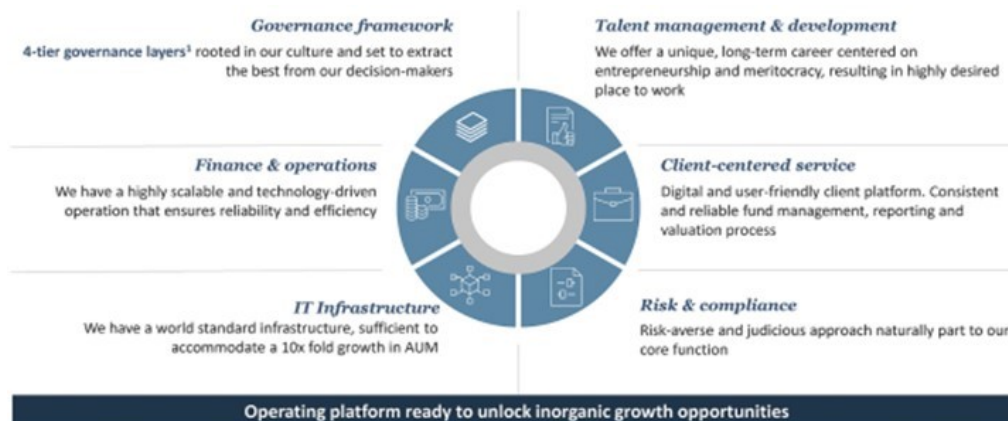 Governance framework
4-tier governance layers¹ rooted in our culture and set to extract
the best from our decision-makers
Talent management & development
We offer a unique, long-term career centered on
entrepreneurship and meritocracy, resulting in highly desired
place to work
Finance & operations
We have a highly scalable and technology-driven
operation that ensures reliability and efficiency
Client-centered service
Digital and user-friendly client platform. Consistent
and reliable fund management, reporting and
valuation process
IT Infrastructure
We have a world standard infrastructure, sufficient to
accommodate a 10x fold growth in AUM
Risk & compliance
Risk-averse and judicious approach naturally part to our
core function
Operating platform ready to unlock inorganic growth opportunities